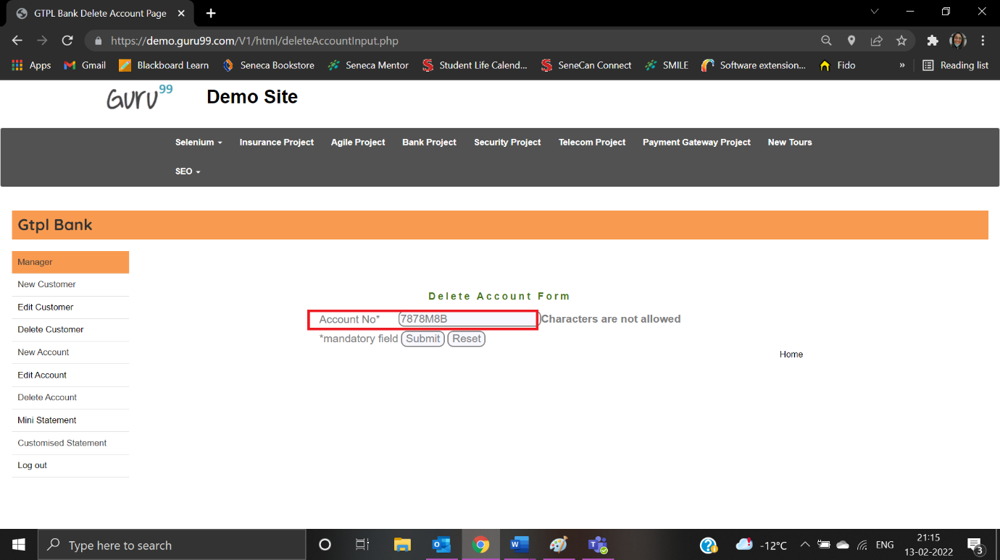 GTPL Bank Delete Account Page
https://demo.guru99.com/V1/html/deleteAccountInput.php
Apps Gmail Blackboard Learn Seneca Bookstore Seneca Mentor Student Life Calend... SeneCan Connect SMILE Software extension... Fido » Reading list
Guru99 Demo Site
Selenium Insurance Project Agile Project Bank Project Security Project Telecom Project Payment Gateway Project New Tours
SEO
Gtpl Bank
Manager
New Customer
Edit Customer
Delete Customer
New Account
Edit Account
Delete Account
Mini Statement
Customised Statement
Log out
Delete Account Form
Account No* 7878M8B Characters are not allowed
*mandatory field Submit Reset
Home
Type here to search
-12°C ENG
21:15
13-02-2022
3